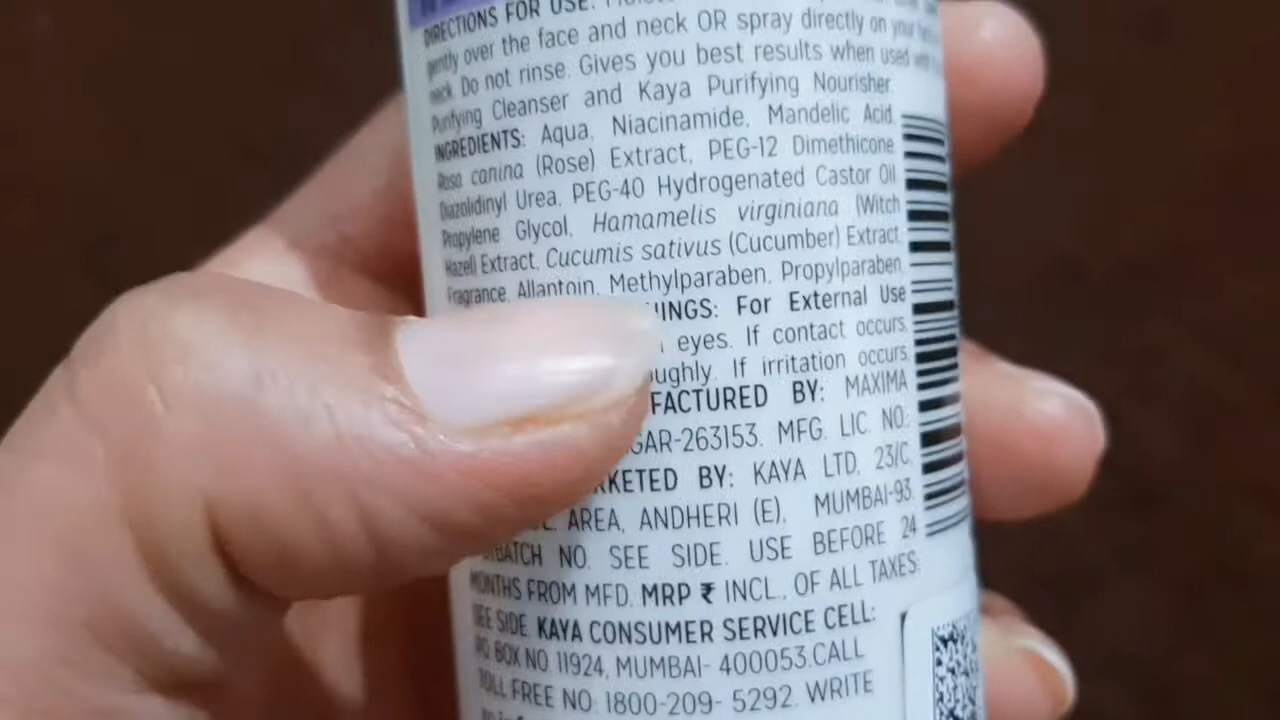 DIRECTIONS FOR USE:
gently over the face and neck OR spray directly on your
neck. Do not rinse. Gives you best results when used
Purifying Cleanser and Kaya Purifying Nourisher.
INGREDIENTS: Aqua, Niacinamide, Mandelic Acid,
Rosa canina (Rose) Extract, PEG-12 Dimethicone,
Diazolidinyl Urea, PEG-40 Hydrogenated Castor Oil,
Propylene Glycol, Hamamelis virginiana (Witch
Hazel) Extract, Cucumis sativus (Cucumber) Extract,
Fragrance, Allantoin, Methylparaben, Propylparaben,
NINGS: For External Use
eyes. If contact occurs,
oughly. If irritation occurs,
FACTURED BY: MAXIMA
GAR-263153. MFG. LIC. NO.:
RKETED BY: KAYA LTD. 23/C,
AREA, ANDHERI (E), MUMBAI-93.
BATCH NO. SEE SIDE. USE BEFORE 24
MONTHS FROM MFD. MRP ₹ INCL., OF ALL TAXES:
SEE SIDE. KAYA CONSUMER SERVICE CELL:
PO BOX NO. 11924, MUMBAI- 400053.CALL
TOLL FREE NO: 1800-209- 5292. WRITE